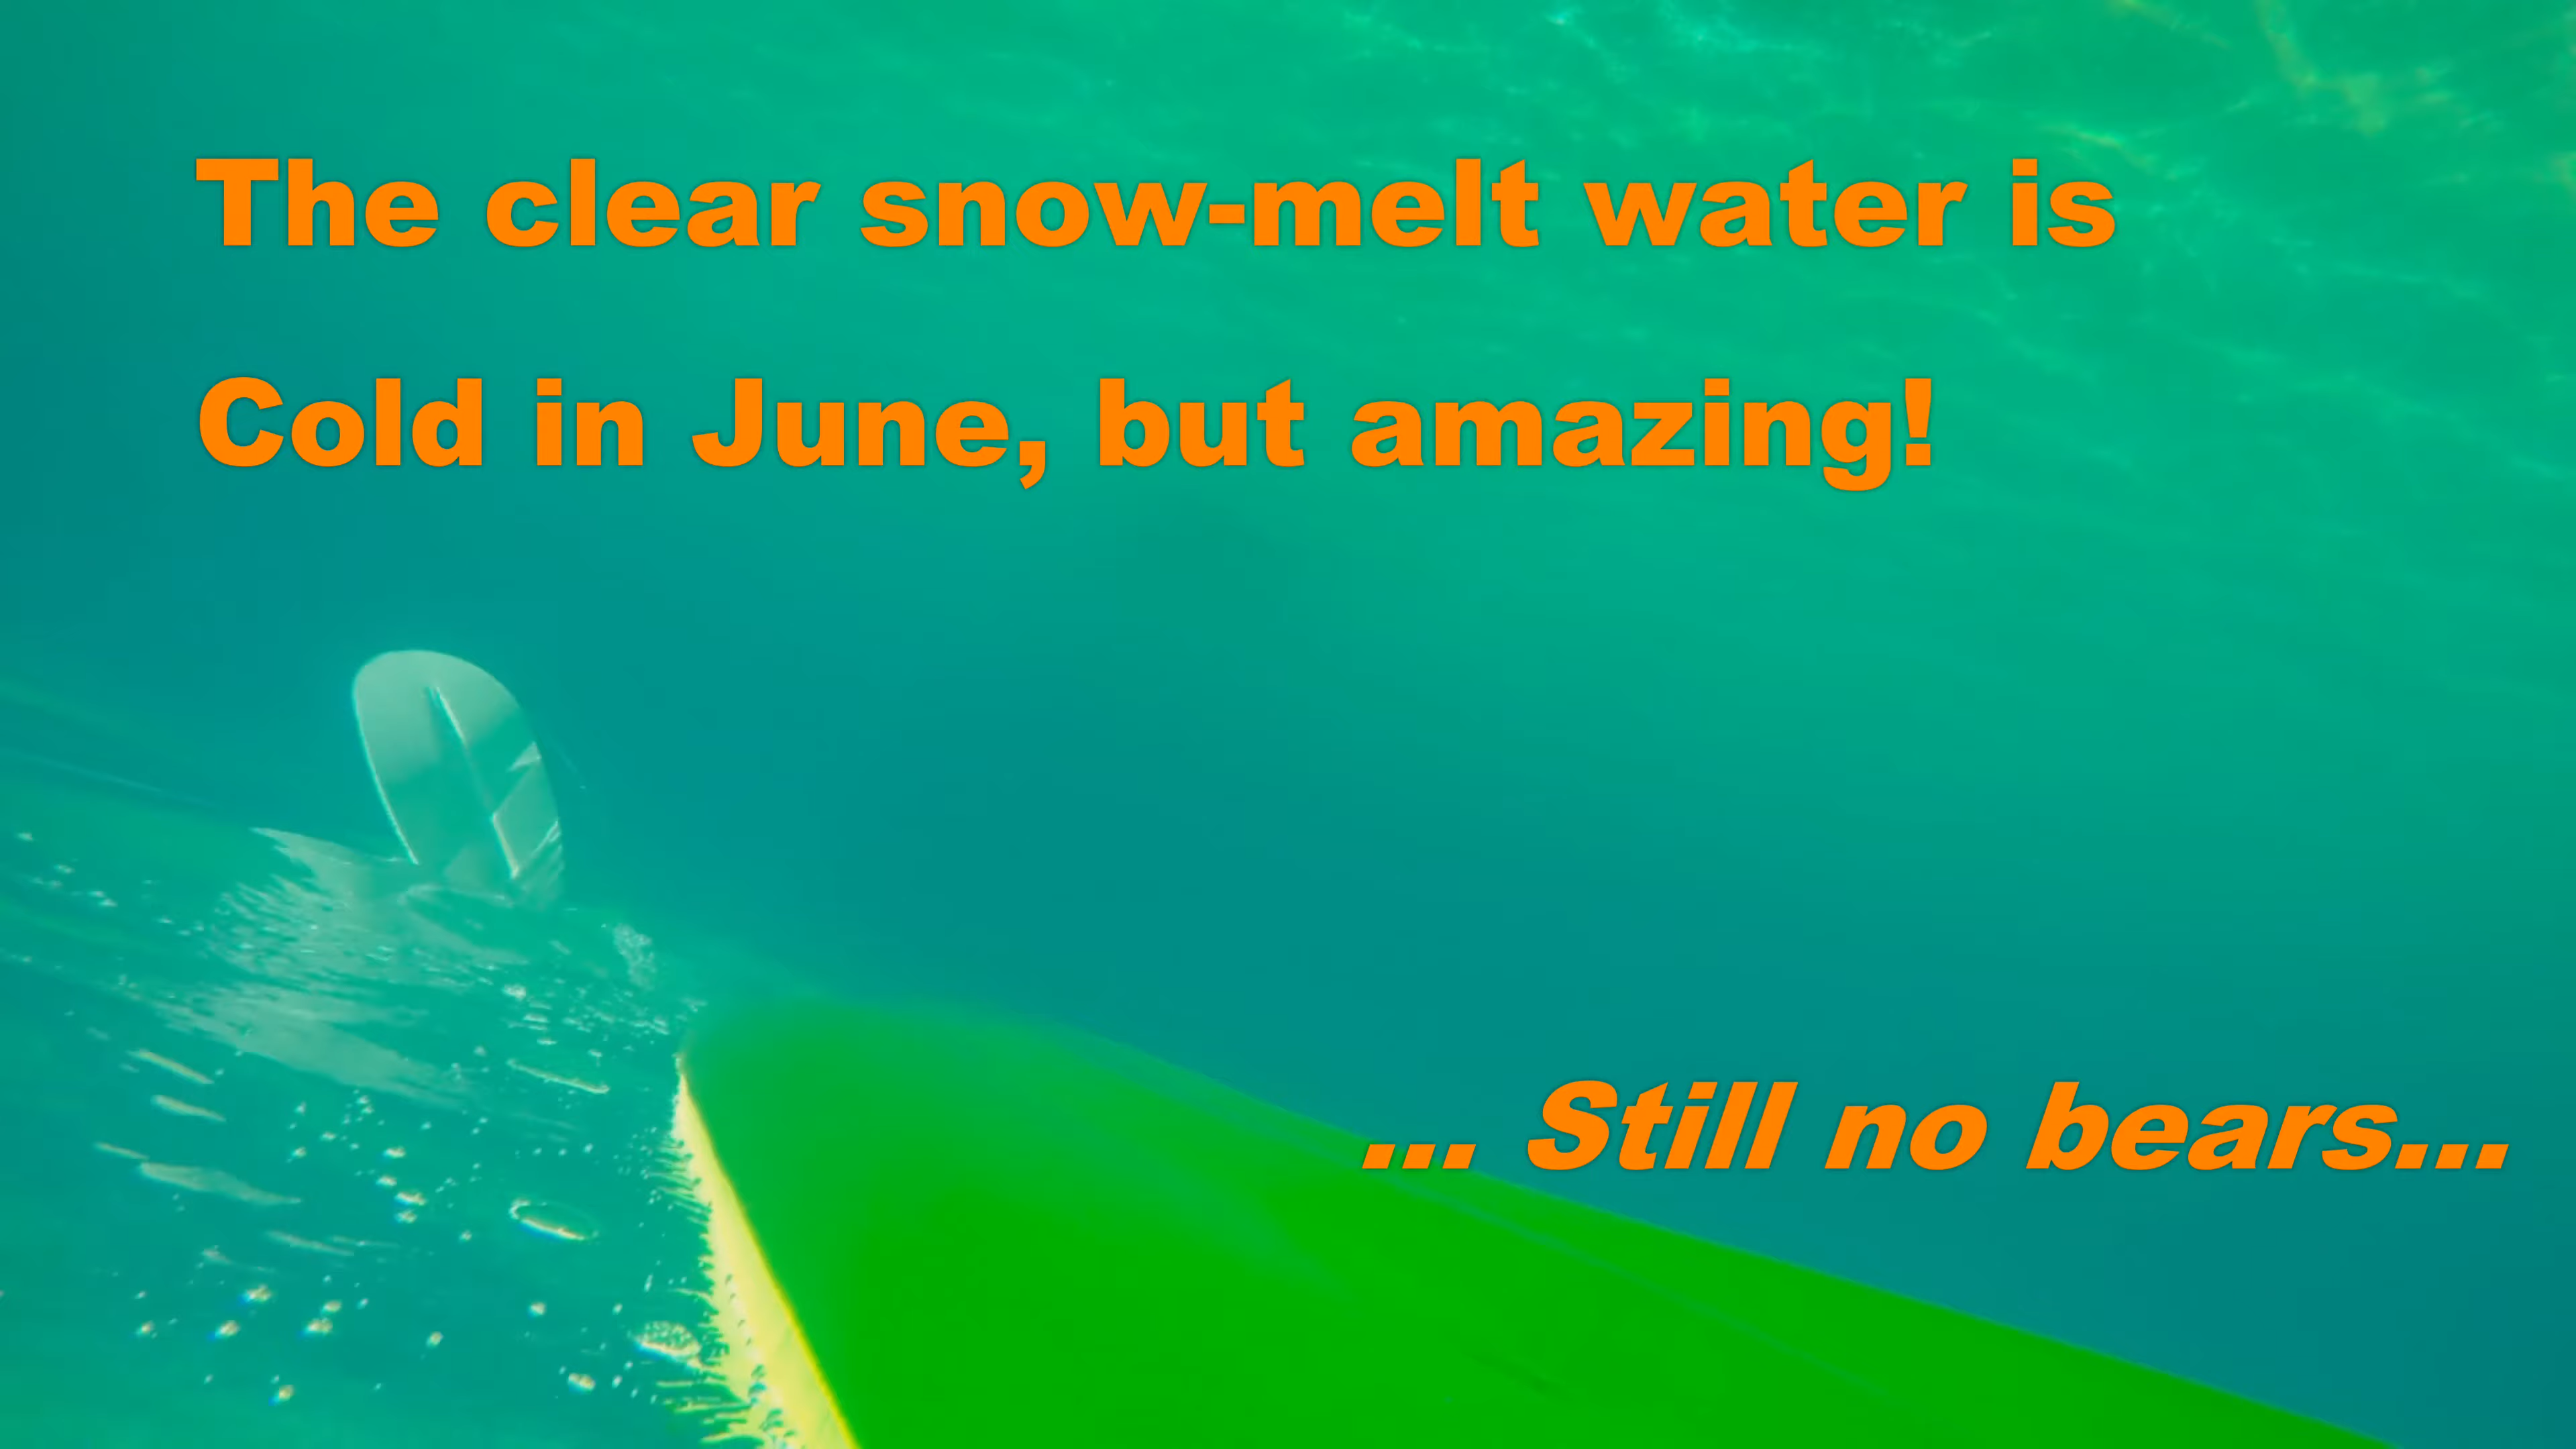 The clear snow-melt water is
Cold in June, but amazing!
... Still no bears...